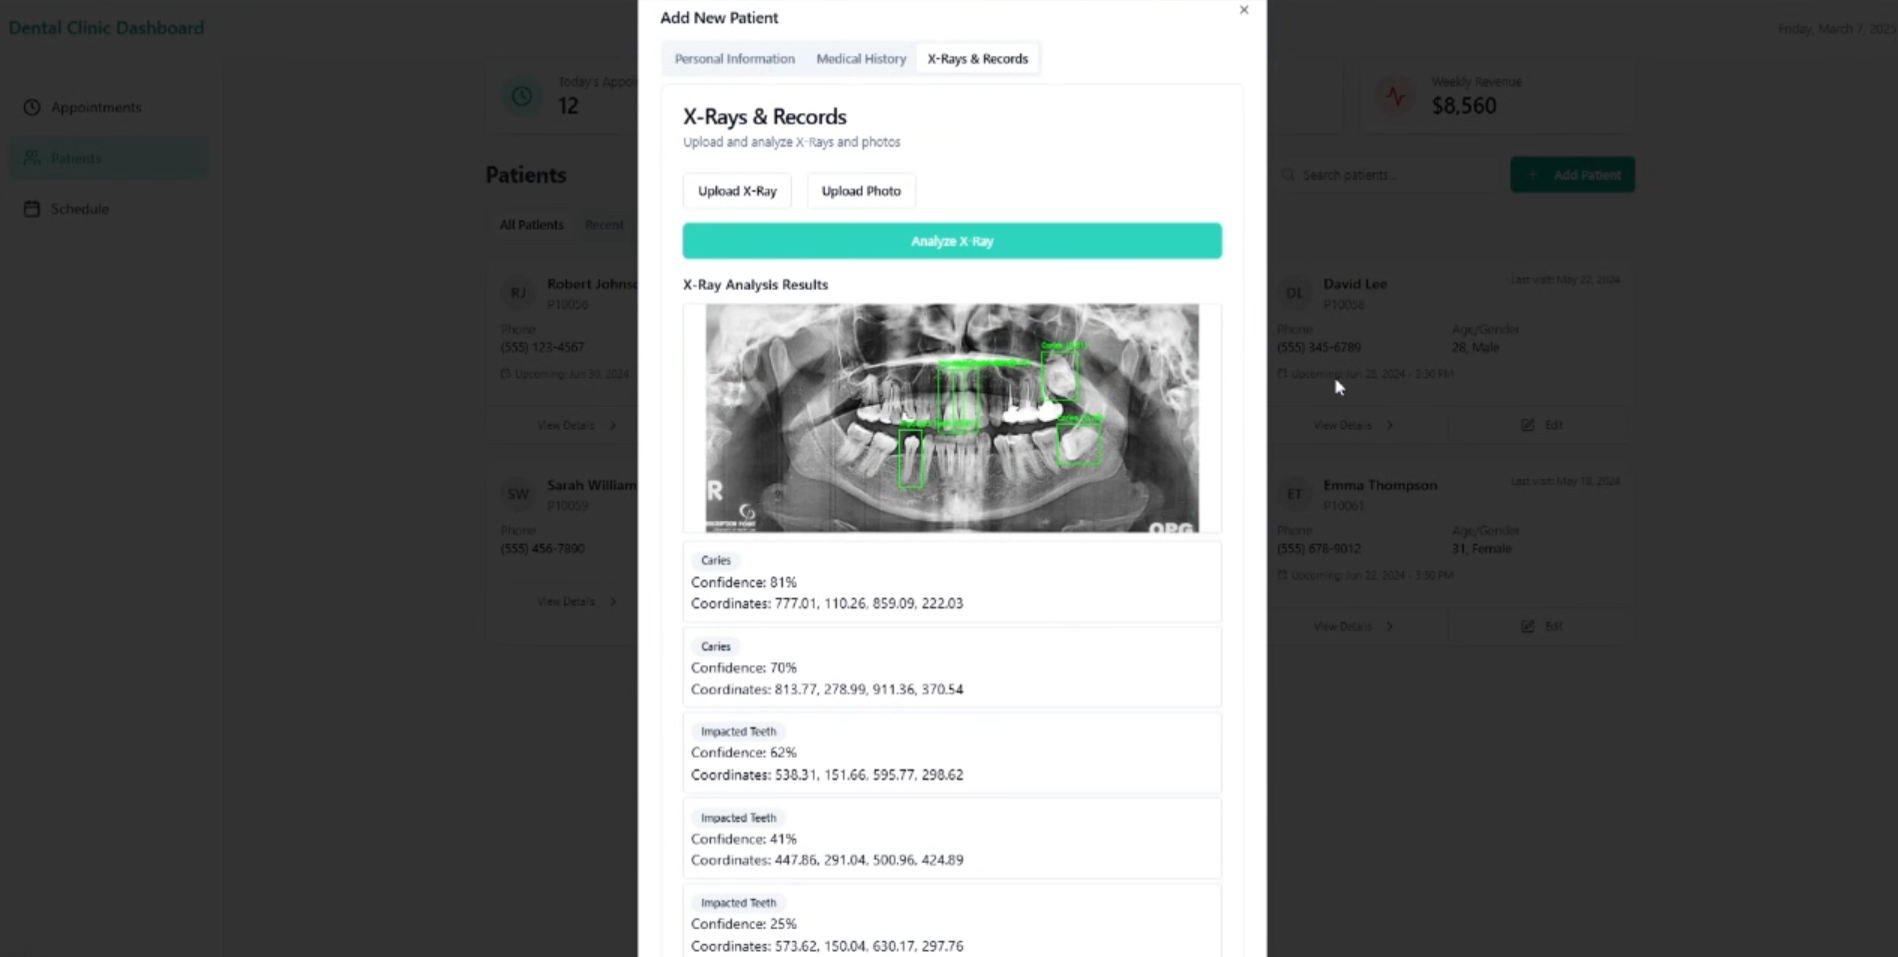 Dental Clinic Dashboard
Friday, March 7, 2025
Appointments
Patients
Schedule
Today's Appoi
12
Weekly Revenue
$8,560
Patients
Search patients...
+ Add Patient
All Patients
Recent
RJ
Robert Johnso
P10056
Phone
(555) 123-4567
Upcoming: Jun 30, 2024
View Details
SW
Sarah William
P10059
Phone
(555) 456-7890
View Details
Add New Patient
×
Personal Information
Medical History
X-Rays & Records
X-Rays & Records
Upload and analyze X-Rays and photos
Upload X-Ray
Upload Photo
Analyze X-Ray
X-Ray Analysis Results
R
OPG
Caries
Confidence: 81%
Coordinates: 777.01, 110.26, 859.09, 222.03
Caries
Confidence: 70%
Coordinates: 813.77, 278.99, 911.36, 370.54
Impacted Teeth
Confidence: 62%
Coordinates: 538.31, 151.66, 595.77, 298.62
Impacted Teeth
Confidence: 41%
Coordinates: 447.86, 291.04, 500.96, 424.89
Impacted Teeth
Confidence: 25%
Coordinates: 573.62, 150.04, 630.17, 297.76
DL
David Lee
P10058
Last visit: May 22, 2024
Phone
(555) 345-6789
Age/Gender
28, Male
Upcoming: Jun 28, 2024 - 2:30 PM
View Details
Edit
ET
Emma Thompson
P10061
Last visit: May 18, 2024
Phone
(555) 678-9012
Age/Gender
31, Female
Upcoming: Jun 22, 2024 - 3:30 PM
View Details
Edit